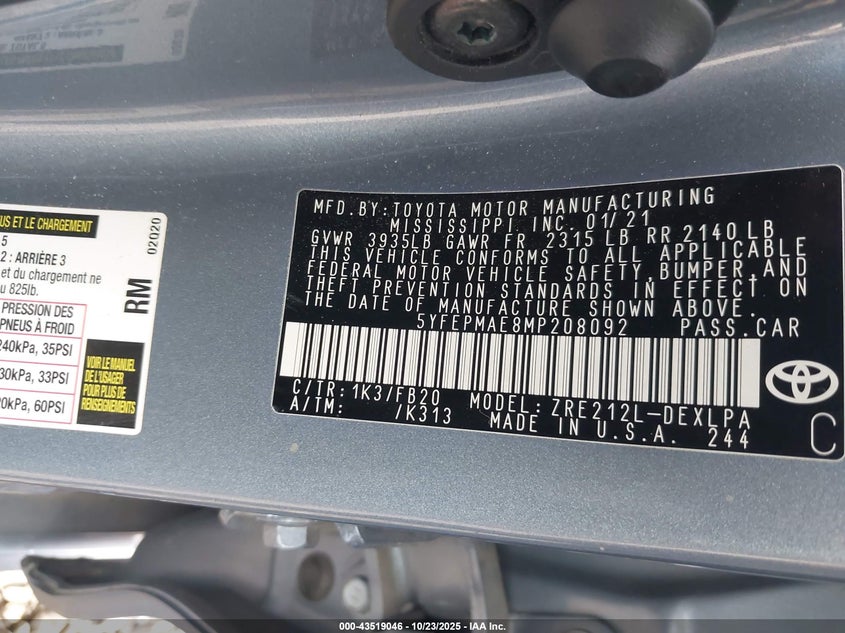 US ET LE CHARGEMENT
5
2 : ARRIÈRE 3
et du chargement ne
u 825lb.
PRESSION DES
PNEUS À FROID
240kPa, 35PSI
30kPa, 33PSI
20kPa, 60PSI
VOIR LE MANUEL
DE L'USAGER
POUR PLUS DE
RENSEIGNEMENTS
RM
02020
MFD.BY:TOYOTA MOTOR MANUFACTURING
MISSISSIPPI,INC. 01/21
GVWR 3935LB GAWR FR 2315 LB RR 2140 LB
THIS VEHICLE CONFORMS TO ALL APPLICABLE
FEDERAL MOTOR VEHICLE SAFETY,BUMPER,AND
THEFT PREVENTION STANDARDS IN EFFECT ON
THE DATE OF MANUFACTURE SHOWN ABOVE.
5YFEPMAE8MP208092 PASS.CAR
C/TR: 1K3/FB20 MODEL: ZRE212L-DEXLPA
A/TM: /K313 MADE IN U.S.A. 244
C
000-43519046 - 10/23/2025 - IAA Inc.